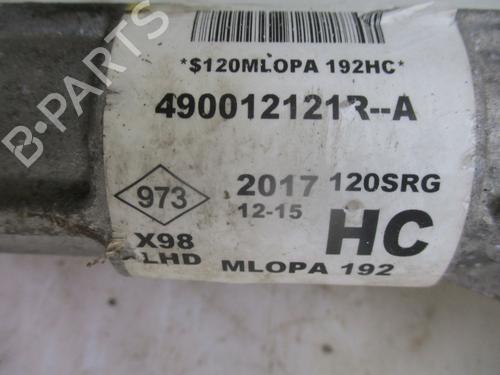 *$120MLOPA 192HC*
490012121R--A
973
2017 120SRG
12-15
HC
X98
LHD
MLOPA 192
B-PARTS